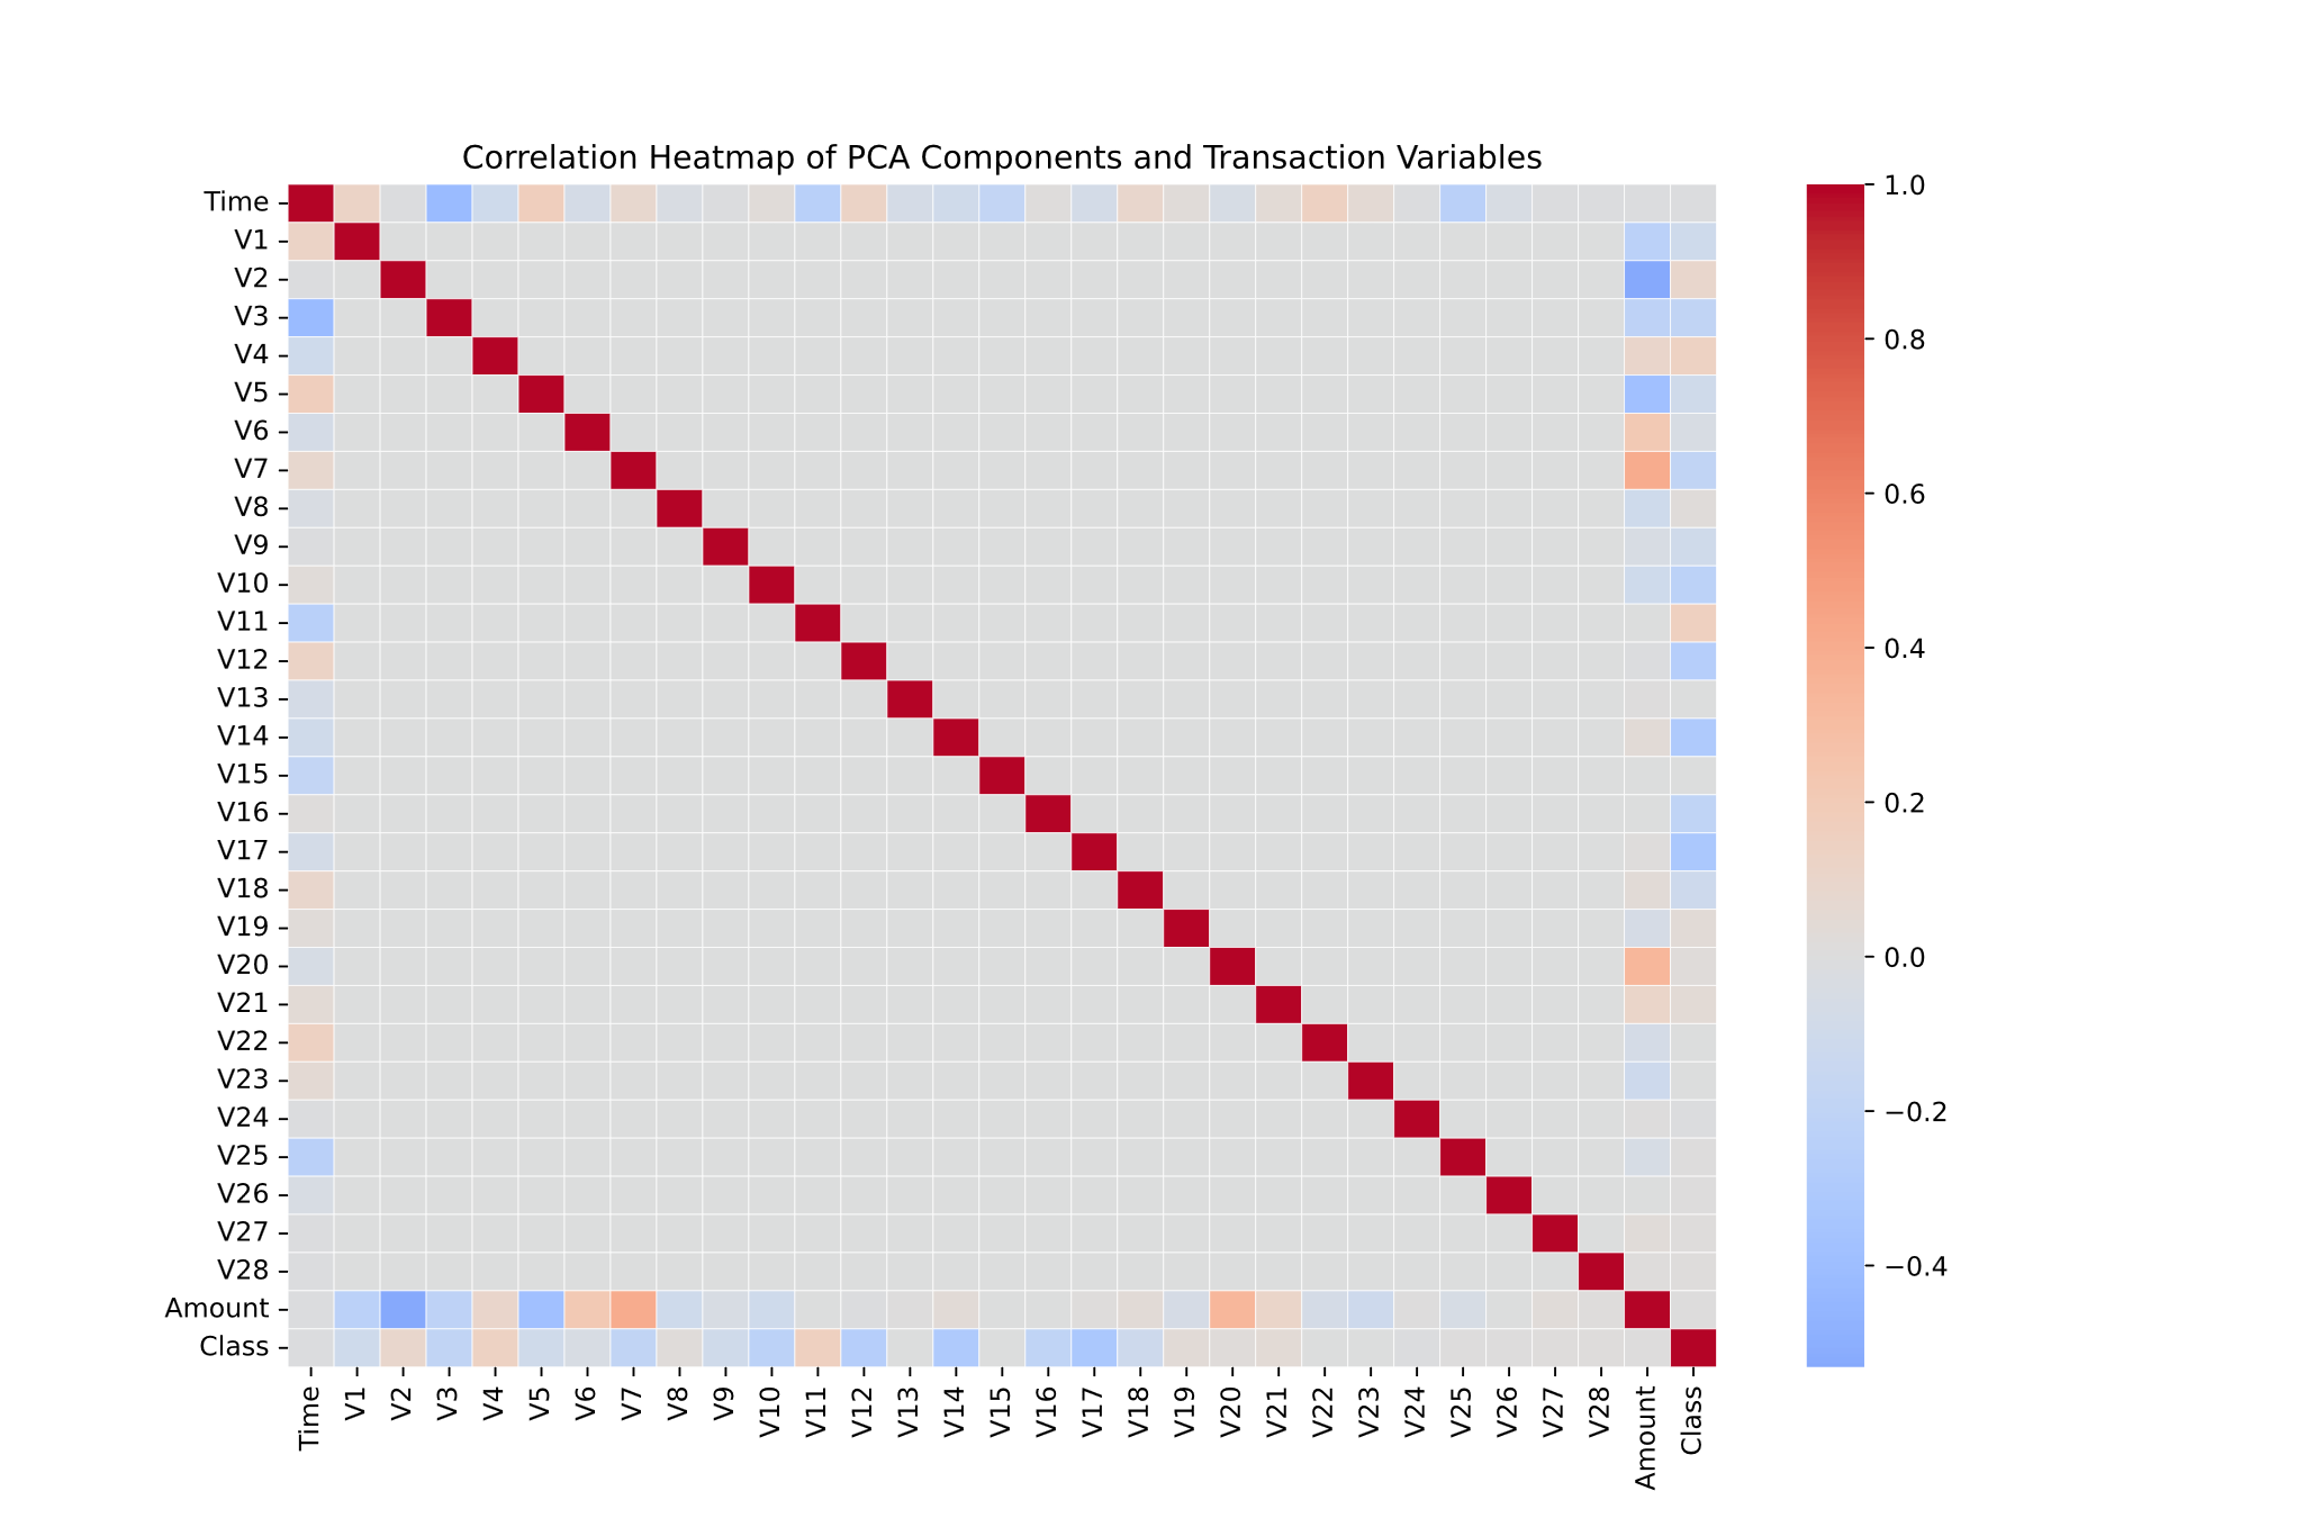 Correlation Heatmap of PCA Components and Transaction Variables
Time
V1
V2
V3
V4
V5
V6
V7
V8
V9
V10
V11
V12
V13
V14
V15
V16
V17
V18
V19
V20
V21
V22
V23
V24
V25
V26
V27
V28
Amount
Class
Time
V1
V2
V3
V4
V5
V6
V7
V8
V9
V10
V11
V12
V13
V14
V15
V16
V17
V18
V19
V20
V21
V22
V23
V24
V25
V26
V27
V28
Amount
Class
1.0
0.8
0.6
0.4
0.2
0.0
−0.2
−0.4